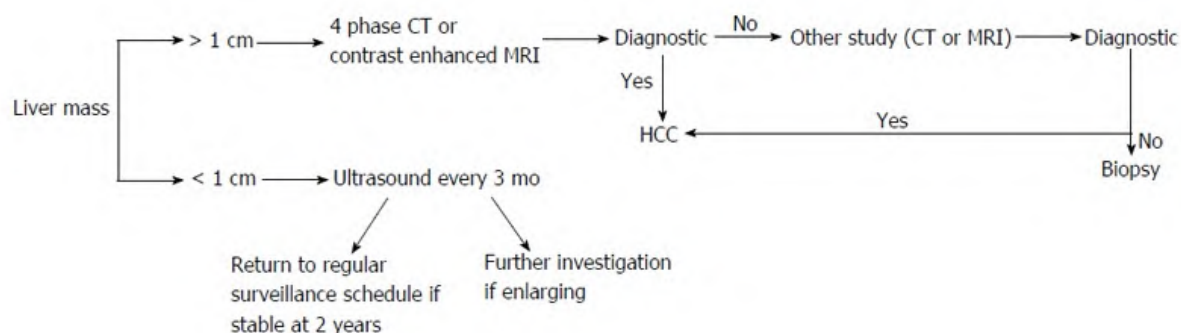 4 phase CT or
contrast enhanced MRI
> 1 cm
Diagnostic
No
Other study (CT or MRI)
Diagnostic
Yes
Liver mass
HCC
Yes
No
Biopsy
< 1 cm
Ultrasound every 3 mo
Return to regular
surveillance schedule if
stable at 2 years
Further investigation
if enlarging